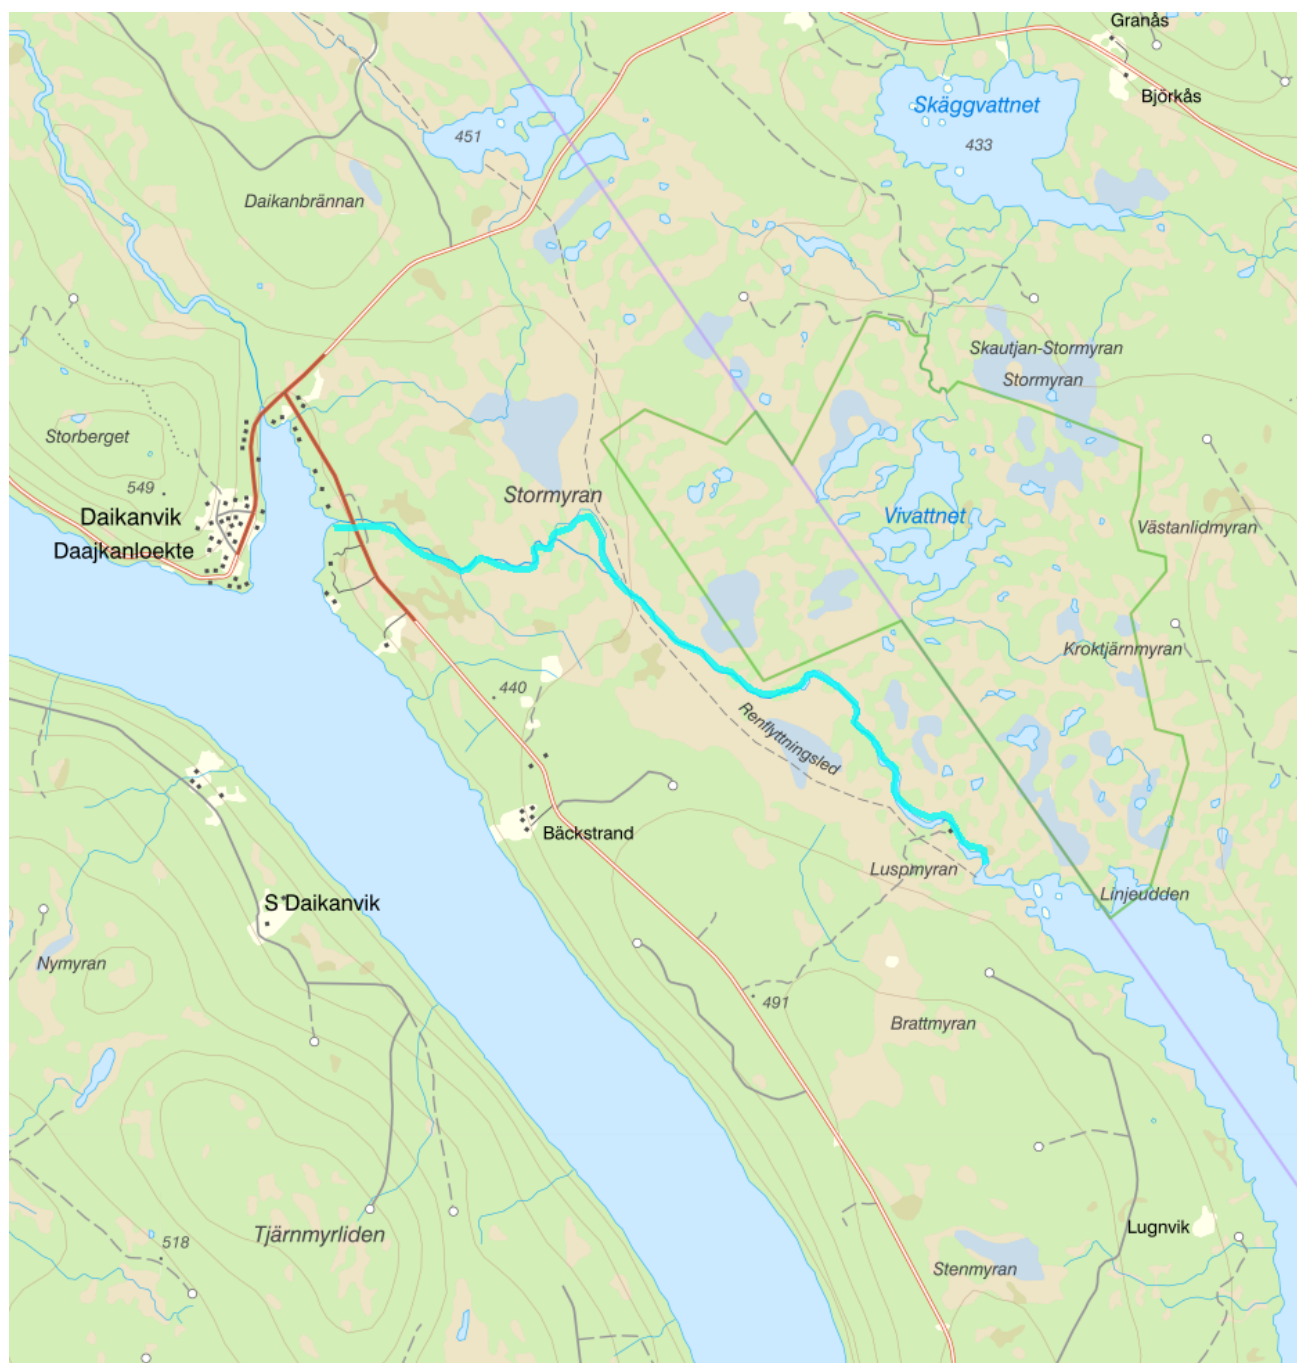 Granås
Björkås
Skäggvattnet
451
433
Daikanbrännan
Skautjan-Stormyran
Stormyran
Storberget
549
Stormyran
Daikanvik
Daajkanloekte
Vivattnet
Västanlidmyran
Kroktjärnmyran
440
Renflyttningsled
Bäckstrand
Luspmyran
Linjeudden
S Daikanvik
Nymyran
491
Brattmyran
Tjärnmyrliden
518
Lugnvik
Stenmyran